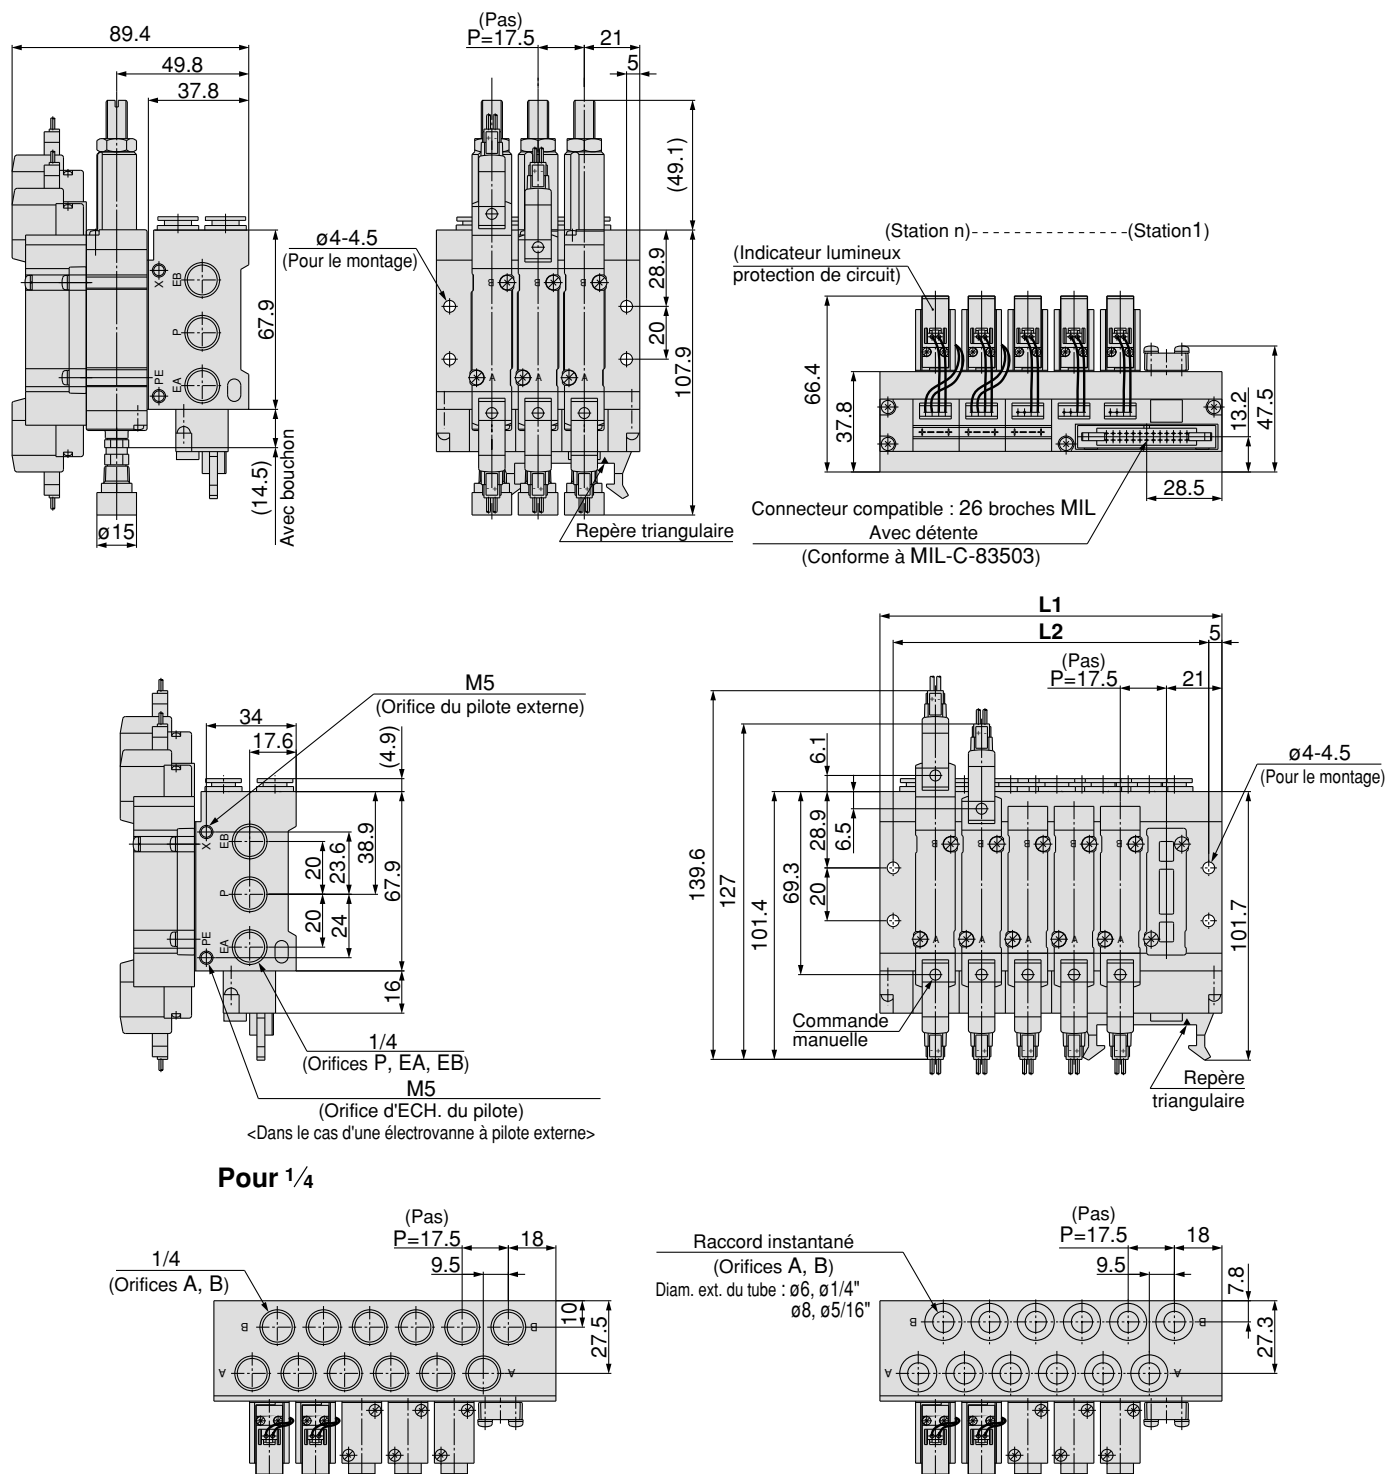 89.4
49.8
37.8
(Pas)
P=17.5
21
5
(49.1)
ø4-4.5
(Pour le montage)
28.9
20
107.9
67.9
X
EB
P
PE
EA
(14.5)
Avec bouchon
ø15
B
B
B
A
A
A
Repère triangulaire
(Station n)
(Station1)
(Indicateur lumineux
protection de circuit)
66.4
37.8
13.2
47.5
28.5
Connecteur compatible : 26 broches MIL
Avec détente
(Conforme à MIL-C-83503)
M5
(Orifice du pilote externe)
34
17.6
(4.9)
X
EB
P
PE
EA
20
23.6
38.9
67.9
20
24
16
1/4
(Orifices P, EA, EB)
M5
(Orifice d'ECH. du pilote)
<Dans le cas d'une électrovanne à pilote externe>
L1
L2
5
(Pas)
P=17.5
21
6.1
ø4-4.5
(Pour le montage)
139.6
127
101.4
69.3
28.9
6.5
20
101.7
B
B
B
B
B
A
A
A
A
A
Commande
manuelle
Repère
triangulaire
Pour 1/4
(Pas)
P=17.5
18
9.5
1/4
(Orifices A, B)
10
27.5
B
B
A
A
(Pas)
P=17.5
18
9.5
Raccord instantané
(Orifices A, B)
Diam. ext. du tube : ø6, ø1/4"
ø8, ø5/16"
7.8
27.3
B
B
A
A